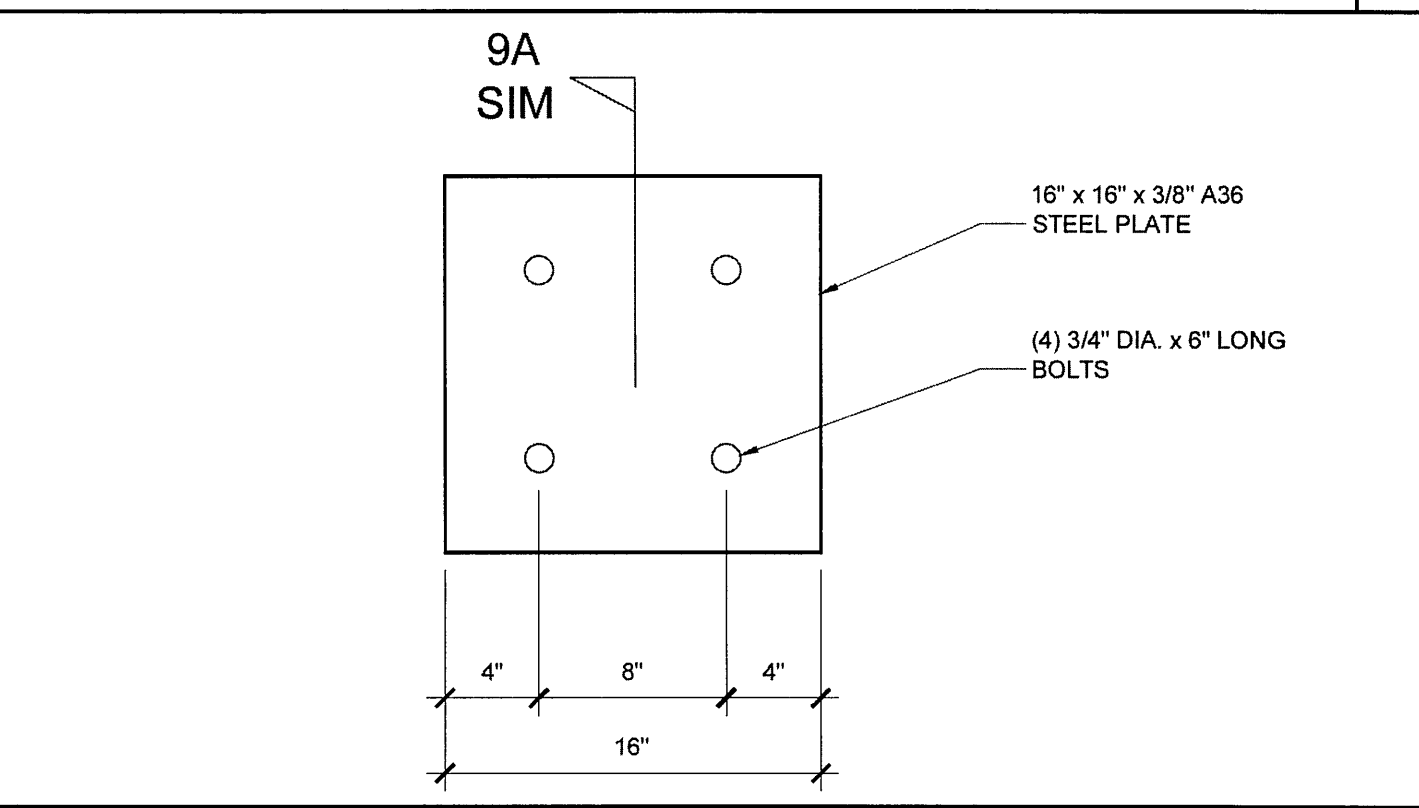 9A
SIM
16" x 16" x 3/8" A36
STEEL PLATE
(4) 3/4" DIA. x 6" LONG
BOLTS
4"
8"
4"
16"